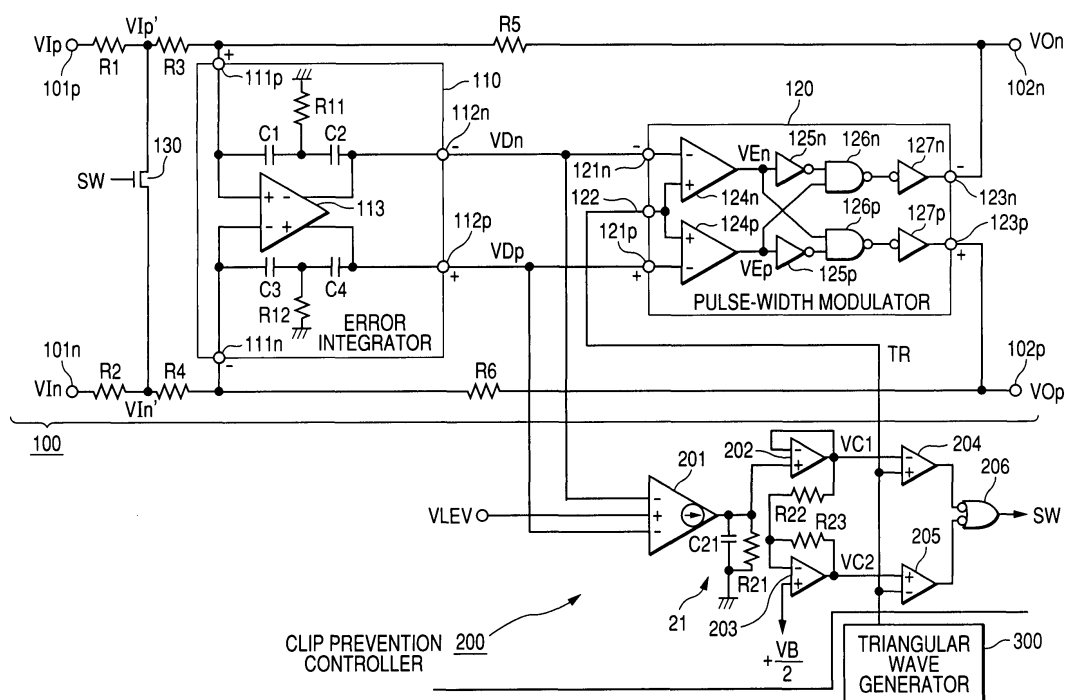 VIp
101p
R1
VIp'
R3
R5
VOn
102n
+
111p
110
R11
C1
C2
112n
-
VDn
130
SW
+
-
-
+
113
112p
+
VDp
C3
C4
R12
ERROR
INTEGRATOR
111n
-
101n
VIn
R2
VIn'
R4
R6
102p
VOp
120
-
121n
-
+
124n
VEn
125n
126n
127n
-
123n
122
124p
+
-
121p
+
VEp
125p
126p
127p
123p
+
PULSE-WIDTH MODULATOR
TR
100
201
VLEV
-
+
-
C21
R21
21
202
-
+
VC1
R22
R23
-
+
VC2
203
+VB/2
204
-
+
205
+
-
206
SW
CLIP PREVENTION
CONTROLLER 200
TRIANGULAR
WAVE
GENERATOR
300